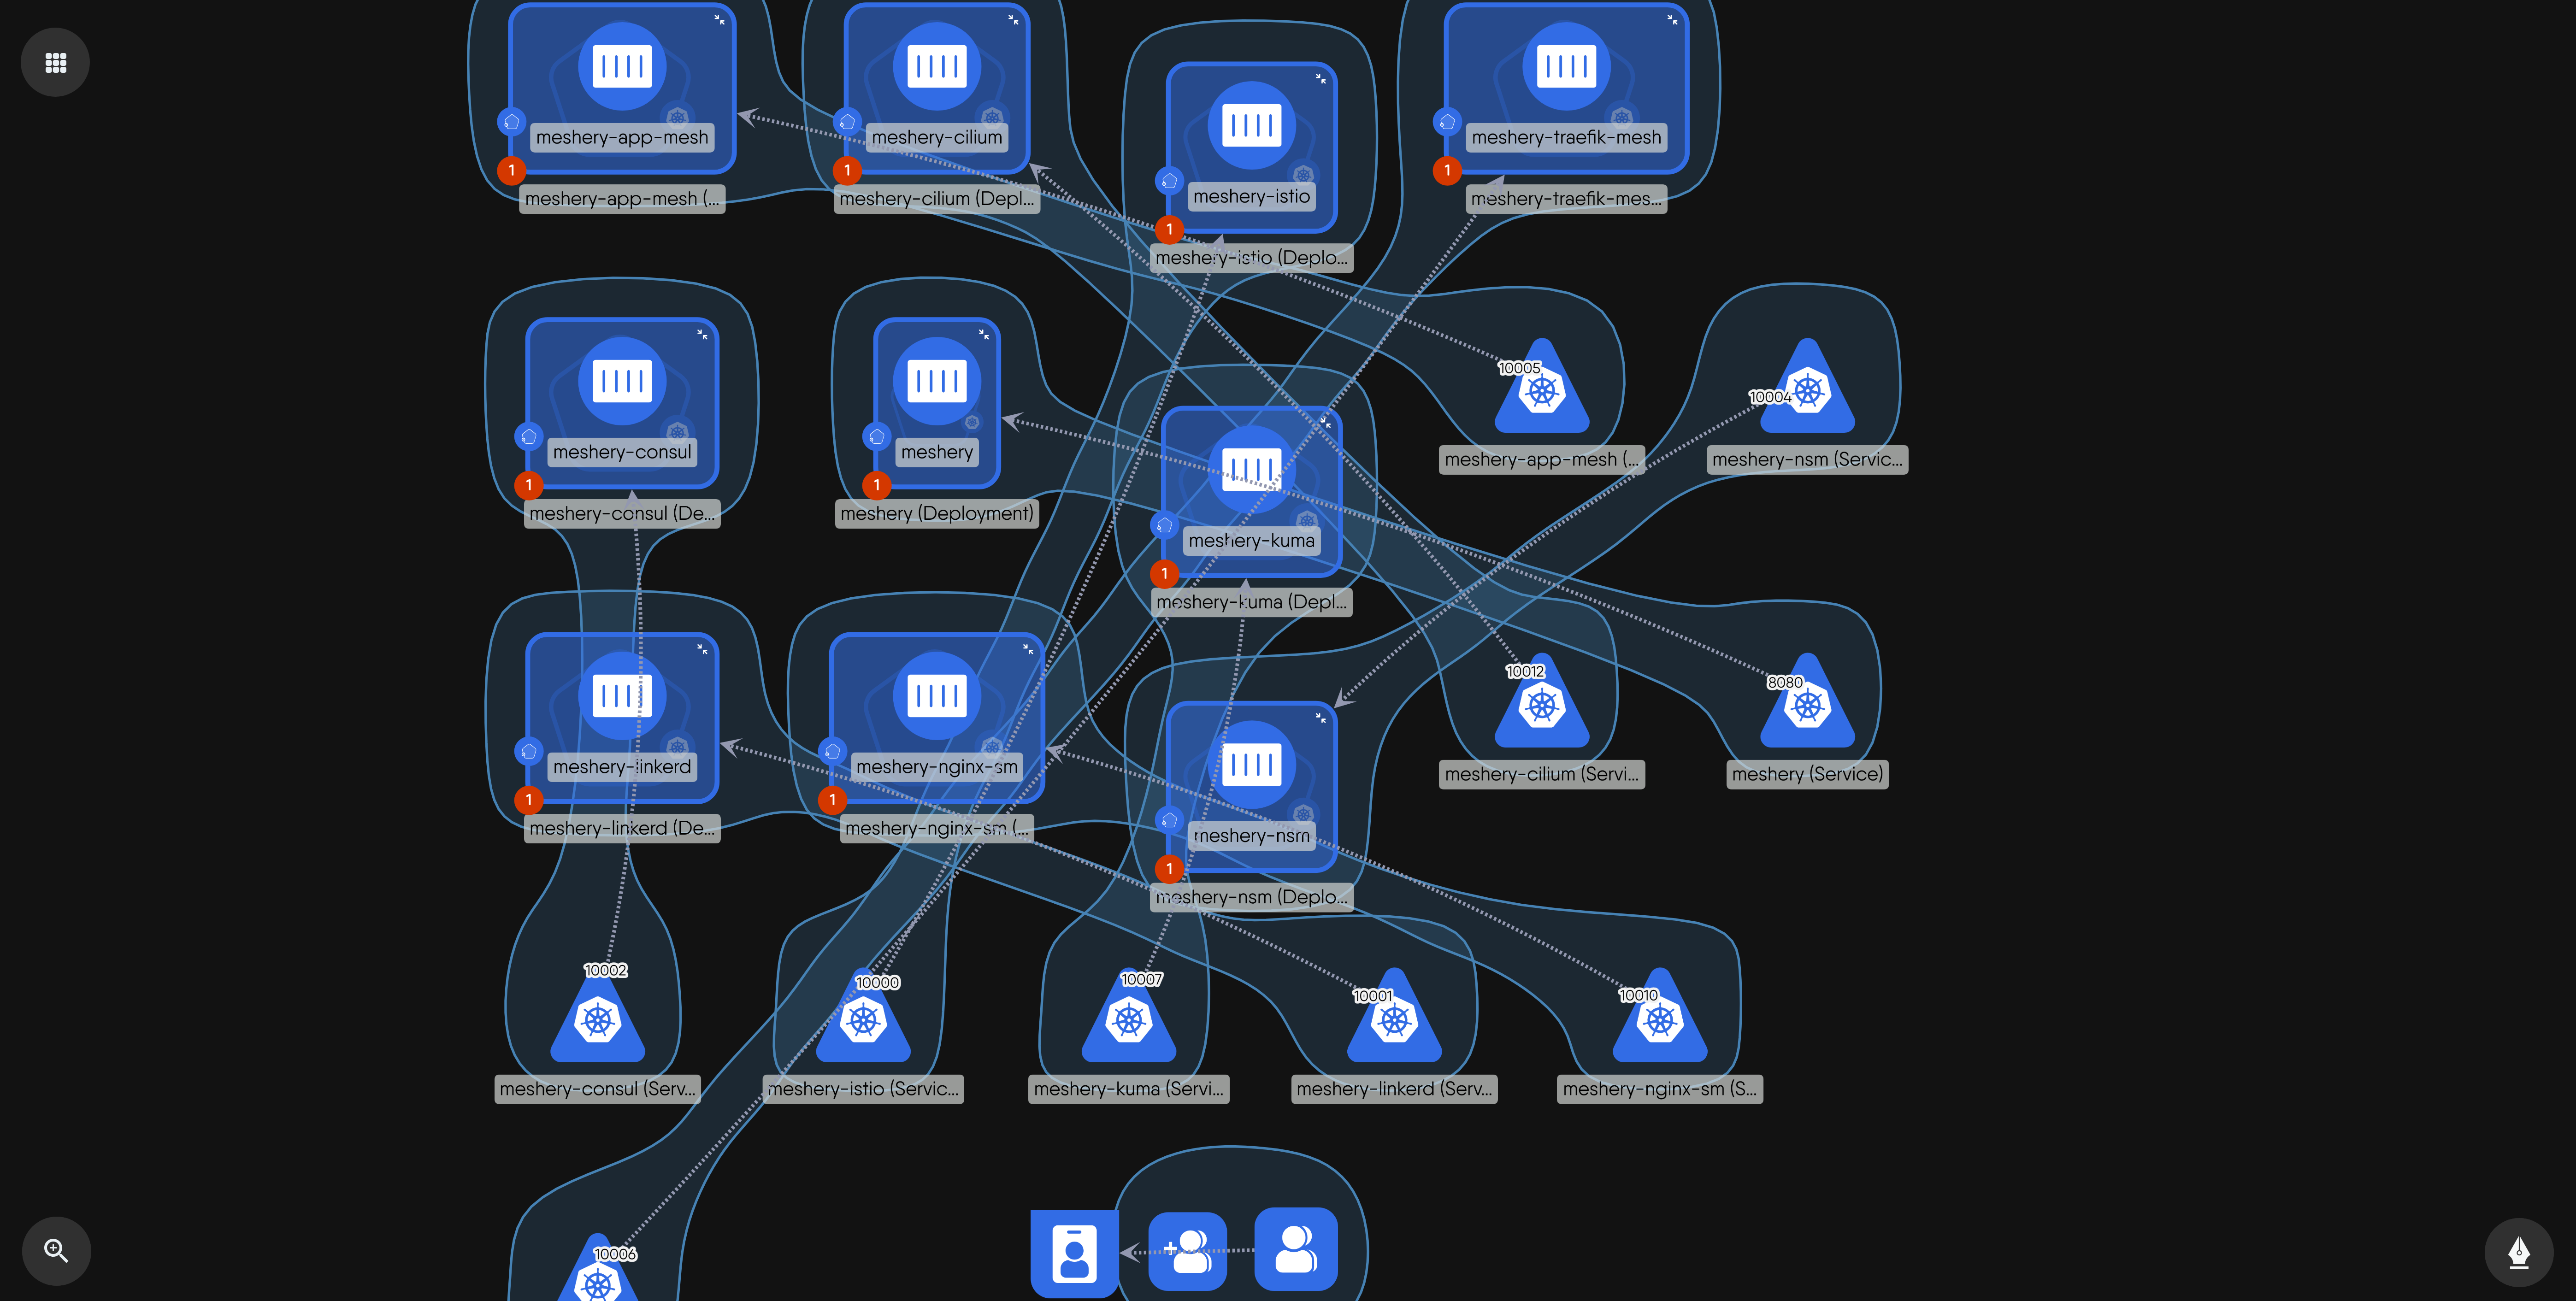 meshery-app-mesh
1
meshery-app-mesh (...
meshery-cilium
1
meshery-cilium (Depl...
meshery-istio
1
meshery-istio (Deplo...
meshery-traefik-mesh
1
meshery-traefik-mes...
meshery-consul
1
meshery-consul (De...
meshery
1
meshery (Deployment)
meshery-kuma
1
meshery-kuma (Depl...
10005
meshery-app-mesh (...
10004
meshery-nsm (Servic...
meshery-linkerd
1
meshery-linkerd (De...
meshery-nginx-sm
1
meshery-nginx-sm (...
meshery-nsm
1
meshery-nsm (Deplo...
10012
meshery-cilium (Servi...
8080
meshery (Service)
10002
meshery-consul (Serv...
10000
meshery-istio (Servic...
10007
meshery-kuma (Servi...
10001
meshery-linkerd (Serv...
10010
meshery-nginx-sm (S...
10006